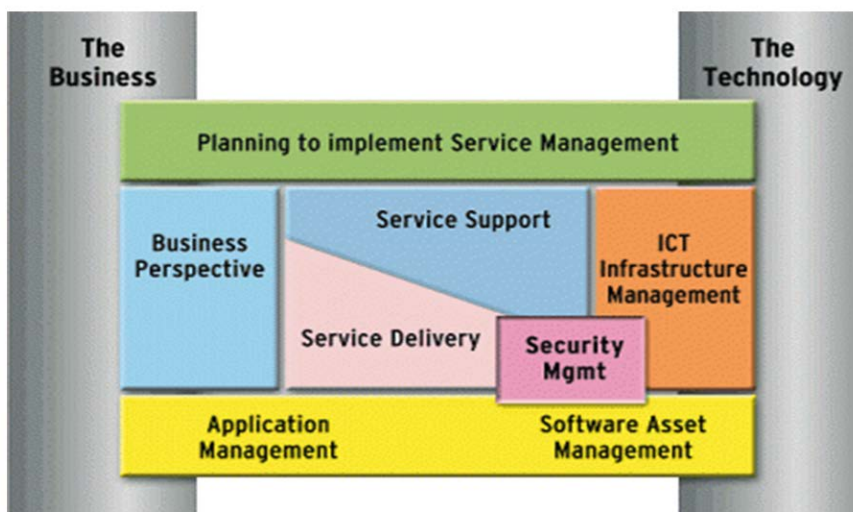 The
Business
The
Technology
Planning to implement Service Management
Business
Perspective
Service Support
ICT
Infrastructure
Management
Service Delivery
Security
Mgmt
Application
Management
Software Asset
Management